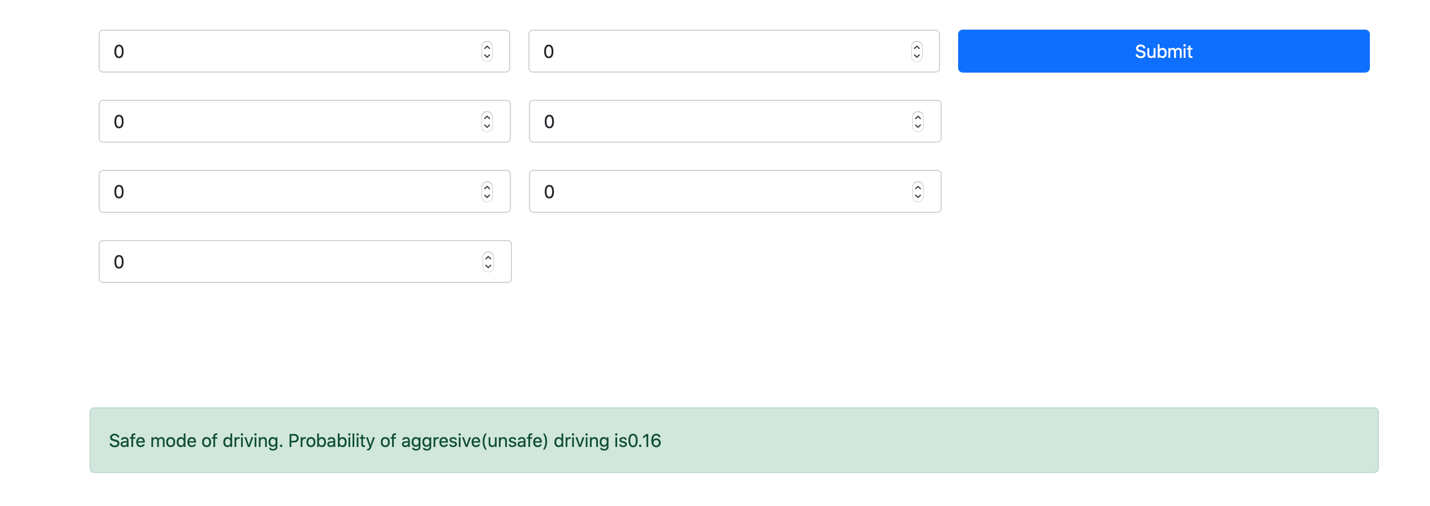 0 0 Submit
0 0
0 0
0
Safe mode of driving. Probability of aggresive(unsafe) driving is0.16